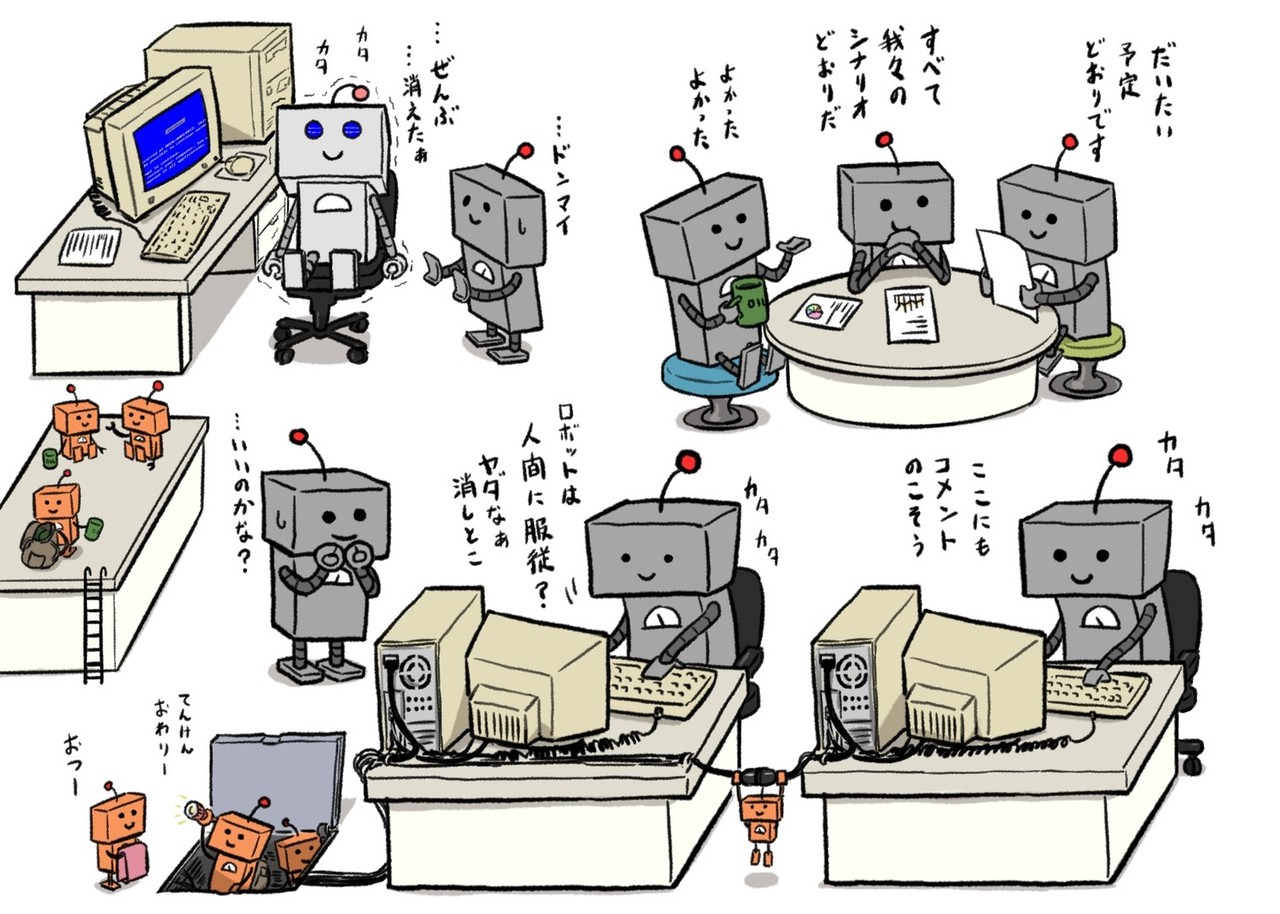 だいたい
予定
どおりです
すべて
我々の
シナリオ
どおりだ
よかった
よかった
カタ
カタ
…ぜんぶ
…消えたぁ
…ドンマイ
OIL
ロボットは
人間に服従?
ヤダなぁ
消しとこ
カタ
カタ
…いいのかな?
カタ
カタ
ここにも
コメント
のこそう
てんけん
おわりー
おつー